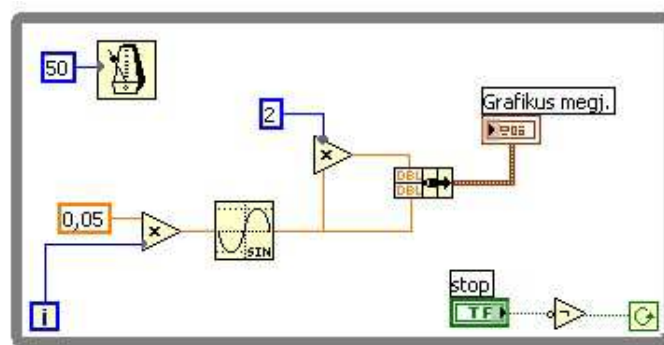 50
Grafikus megj.
2
DBL
DBL
0,05
SIN
i
stop
TF